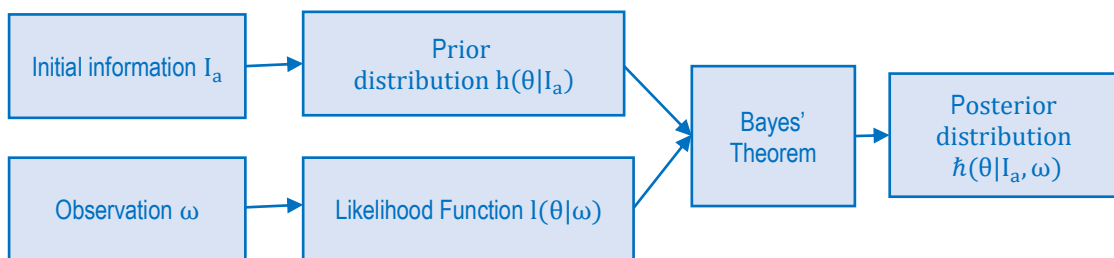 Initial information Iₐ
Prior
distribution h(θ|Iₐ)
Bayes’
Theorem
Posterior
distribution
ℏ(θ|Iₐ, ω)
Observation ω
Likelihood Function l(θ|ω)